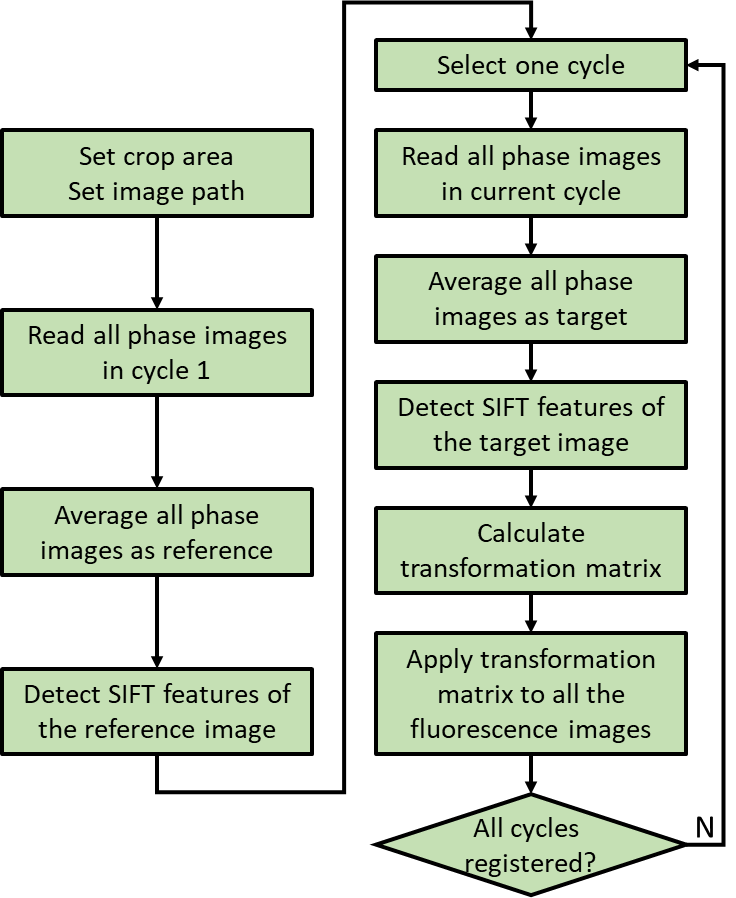 Set crop area
Set image path
Read all phase images
in cycle 1
Average all phase
images as reference
Detect SIFT features of
the reference image
Select one cycle
Read all phase images
in current cycle
Average all phase
images as target
Detect SIFT features of
the target image
Calculate
transformation matrix
Apply transformation
matrix to all the
fluorescence images
All cycles
registered?
N